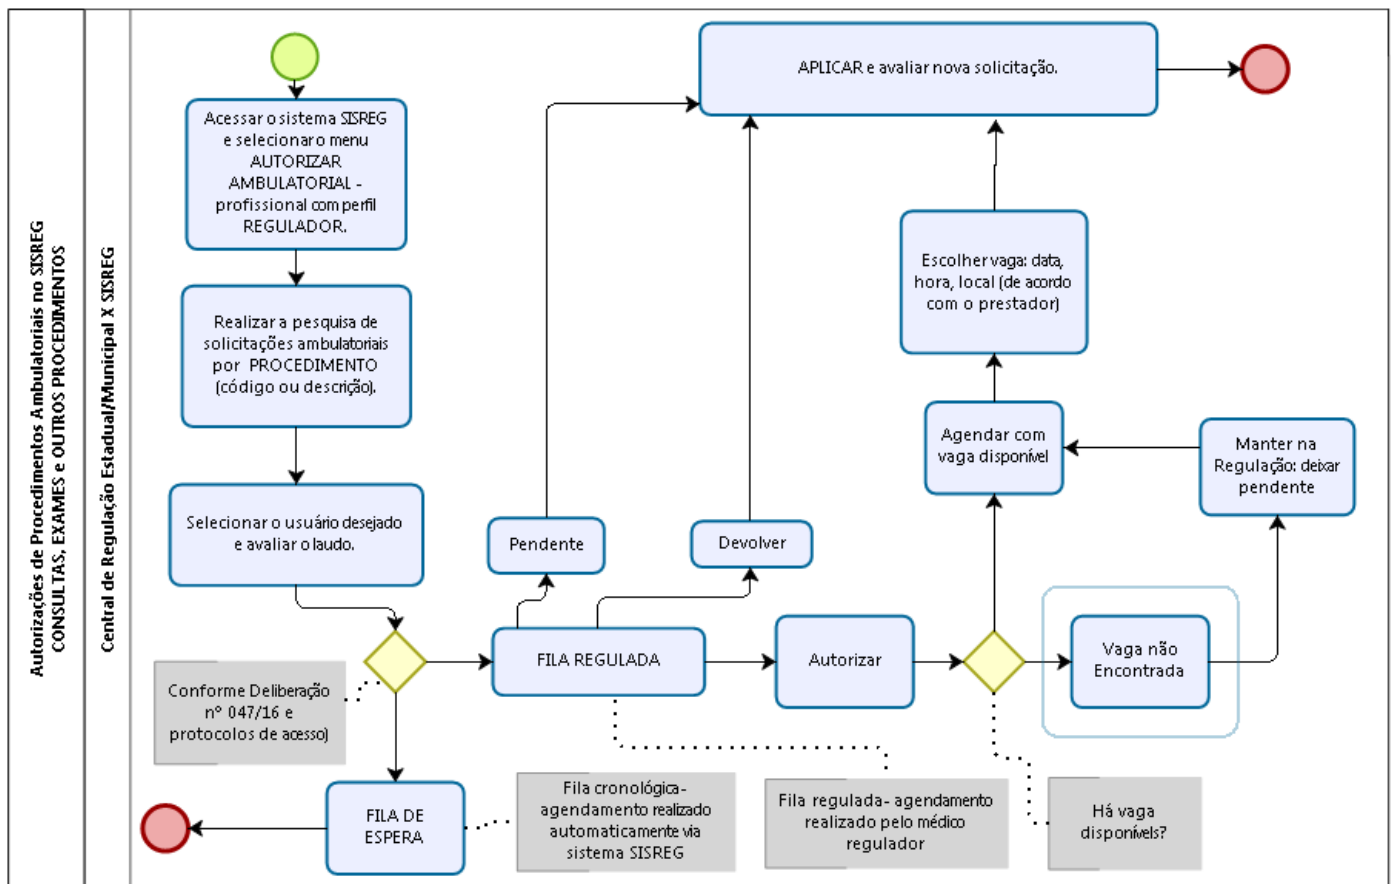 Autorizações de Procedimentos Ambulatoriais no SISREG
CONSULTAS, EXAMES e OUTROS PROCEDIMENTOS
Central de Regulação Estadual/Municipal X SISREG
Acessar o sistema SISREG
e selecionar o menu
AUTORIZAR
AMBULATORIAL -
profissional com perfil
REGULADOR.
Realizar a pesquisa de
solicitações ambulatoriais
por PROCEDIMENTO
(código ou descrição).
Selecionar o usuário desejado
e avaliar o laudo.
Conforme Deliberação
nº 047/16 e
protocolos de acesso)
FILA DE
ESPERA
Fila cronológica-
agendamento realizado
automaticamente via
sistema SISREG
FILA REGULADA
Pendente
Devolver
Fila regulada- agendamento
realizado pelo médico
regulador
Autorizar
Há vaga
disponíveis?
Vaga não
Encontrada
Manter na
Regulação: deixar
pendente
Agendar com
vaga disponível
Escolher vaga: data,
hora, local (de acordo
com o prestador)
APLICAR e avaliar nova solicitação.